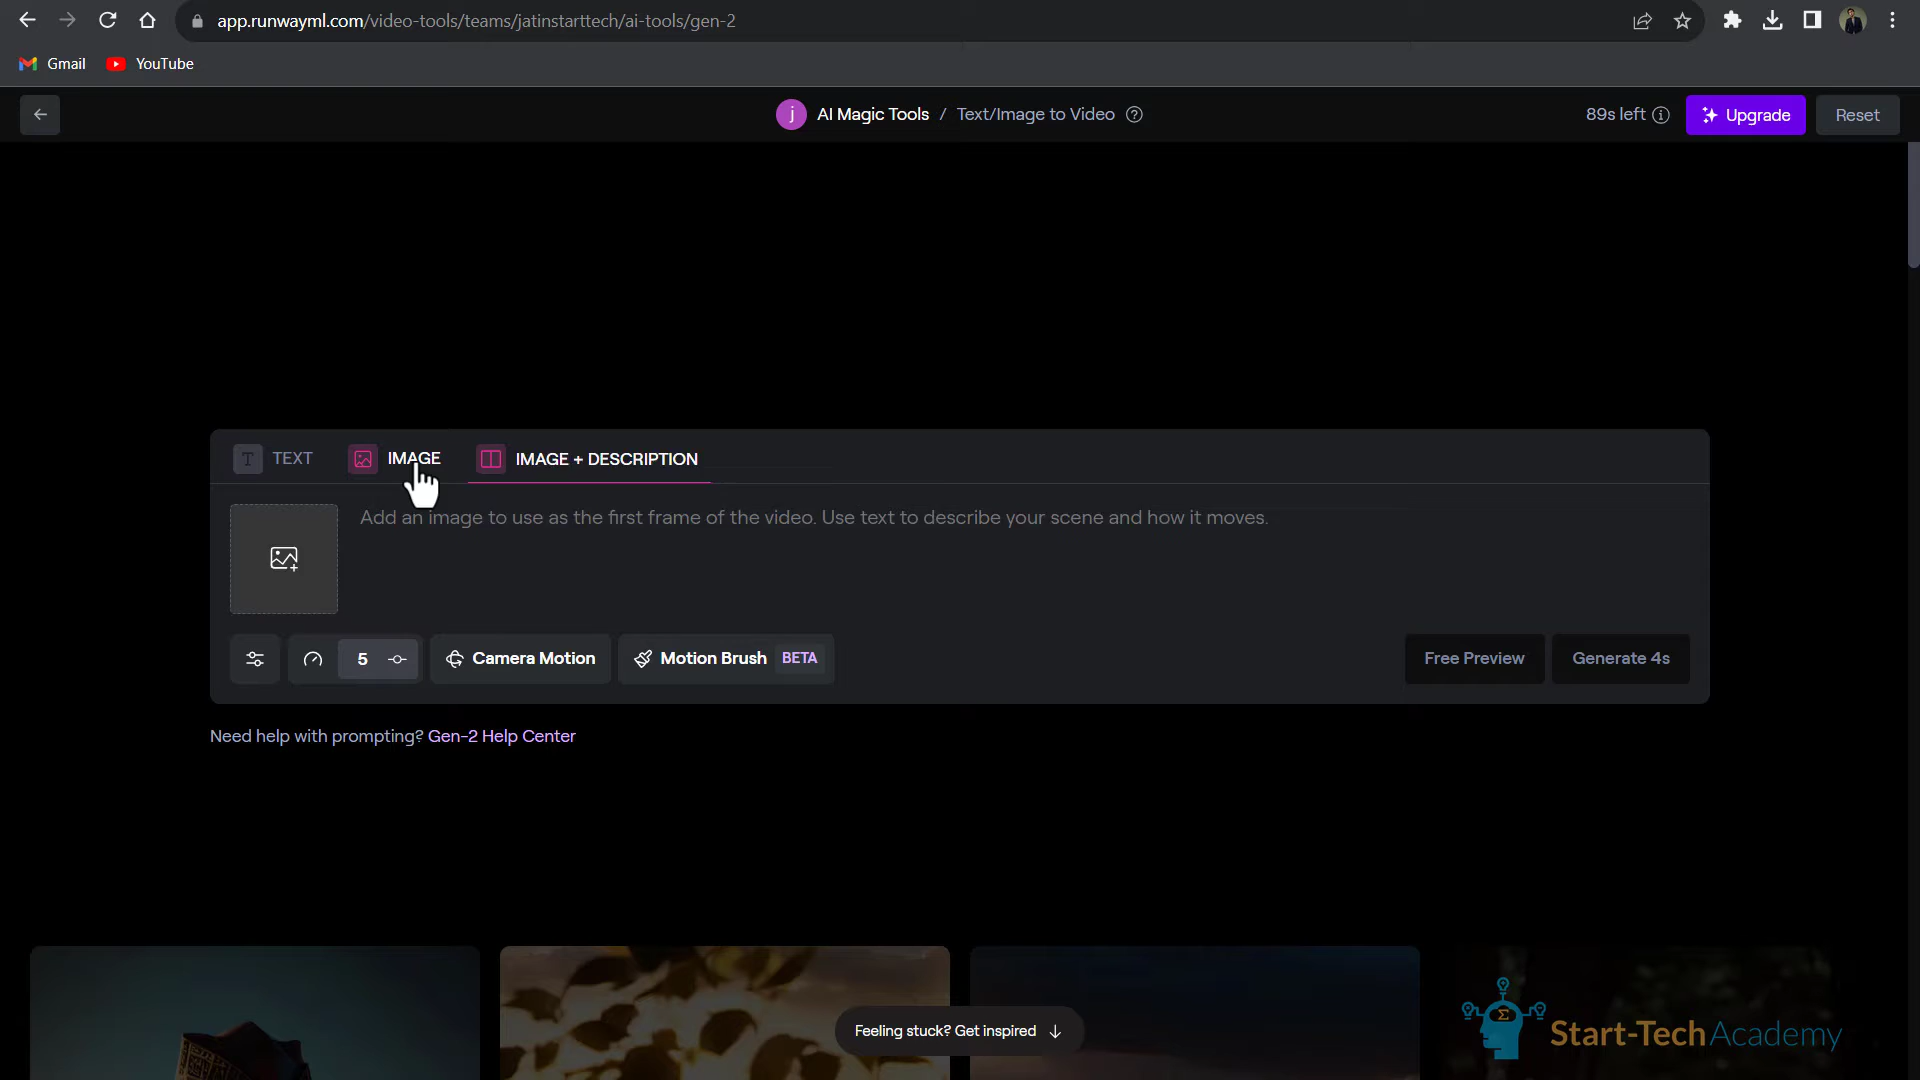 app.runwayml.com/video-tools/teams/jatinstarttech/ai-tools/gen-2
Gmail YouTube
j AI Magic Tools / Text/Image to Video ?
89s left Upgrade Reset
T TEXT IMAGE IMAGE + DESCRIPTION
Add an image to use as the first frame of the video. Use text to describe your scene and how it moves.
5 Camera Motion Motion Brush BETA Free Preview Generate 4s
Need help with prompting? Gen-2 Help Center
Feeling stuck? Get inspired ↓
Σ Start-Tech Academy